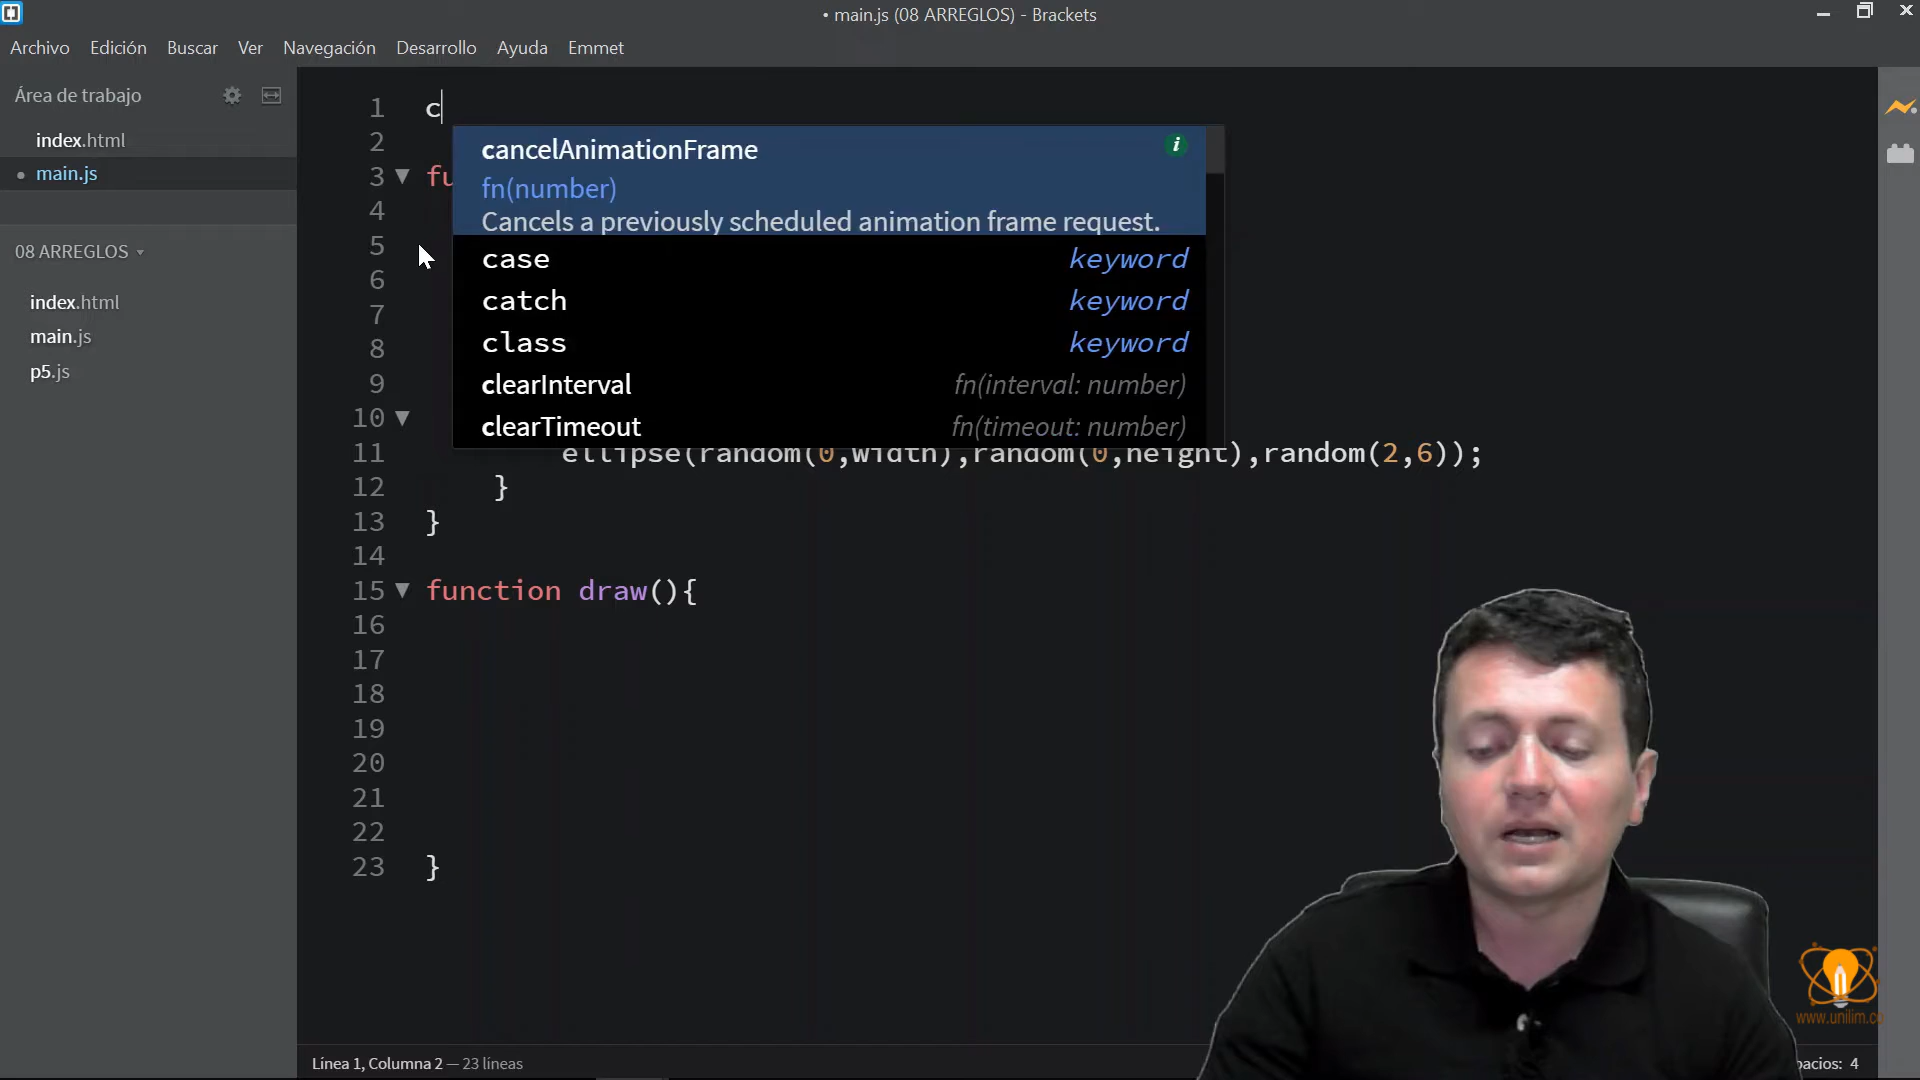 • main.js (08 ARREGLOS) - Brackets
Archivo Edición Buscar Ver Navegación Desarrollo Ayuda Emmet
Área de trabajo
index.html
• main.js
08 ARREGLOS
index.html
main.js
p5.js
1 c
2
3 fu
4
5
6
7
8
9
10
11 ellipse(random(0,width),random(0,height),random(2,6));
12 }
13 }
14
15 function draw(){
16
17
18
19
20
21
22
23 }
cancelAnimationFrame
fn(number)
Cancels a previously scheduled animation frame request.
case keyword
catch keyword
class keyword
clearInterval fn(interval: number)
clearTimeout fn(timeout: number)
www.unilim.co
Línea 1, Columna 2 — 23 líneas
pacios: 4